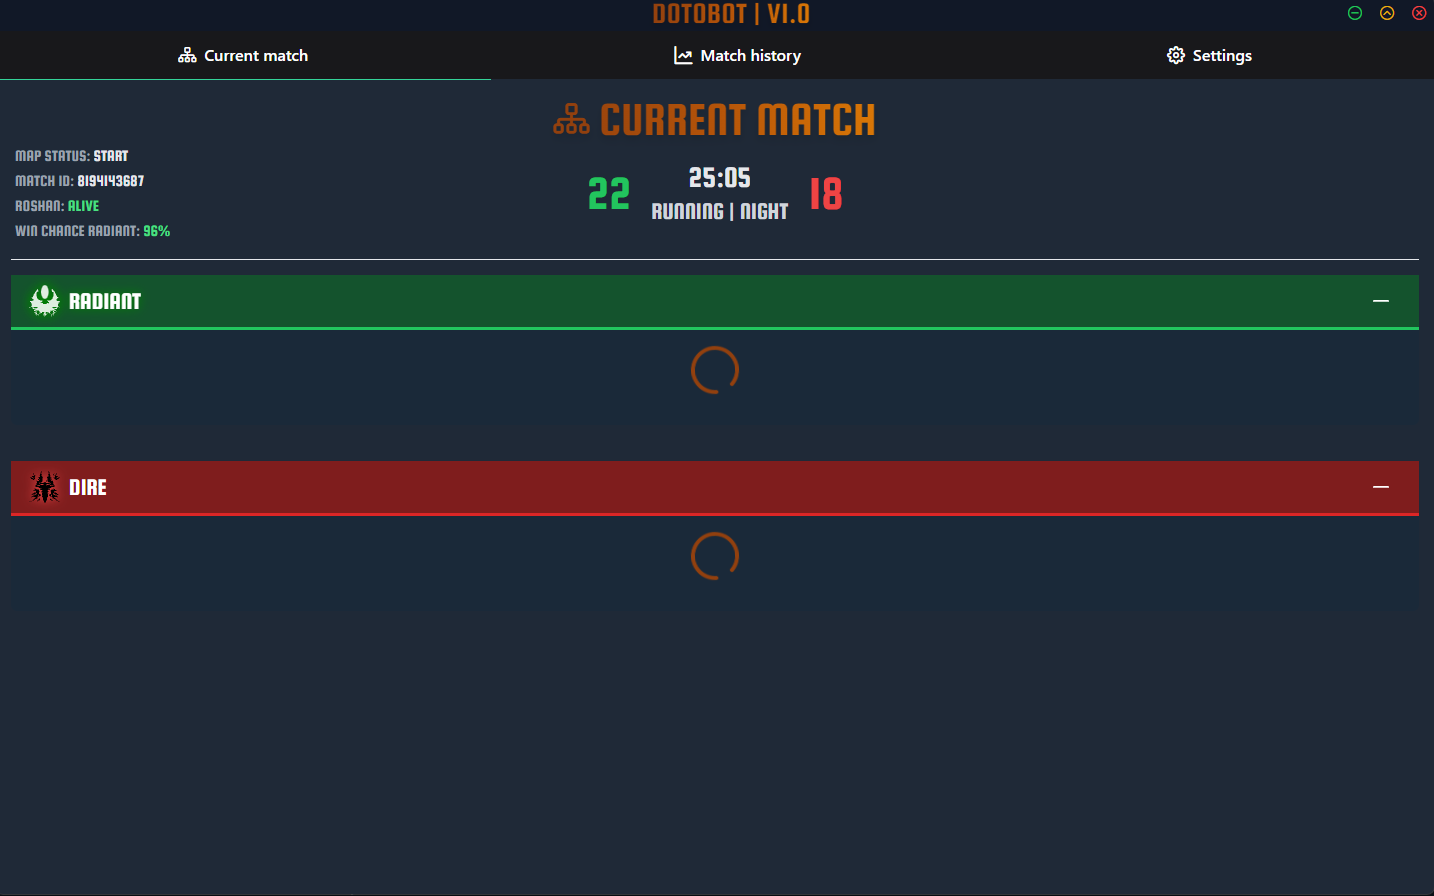 DOTOBOT | V1.0
Current match
Match history
Settings
CURRENT MATCH
MAP STATUS: START
MATCH ID: 8194143687
ROSHAN: ALIVE
WIN CHANCE RADIANT: 96%
22
25:05
RUNNING | NIGHT
18
RADIANT
DIRE